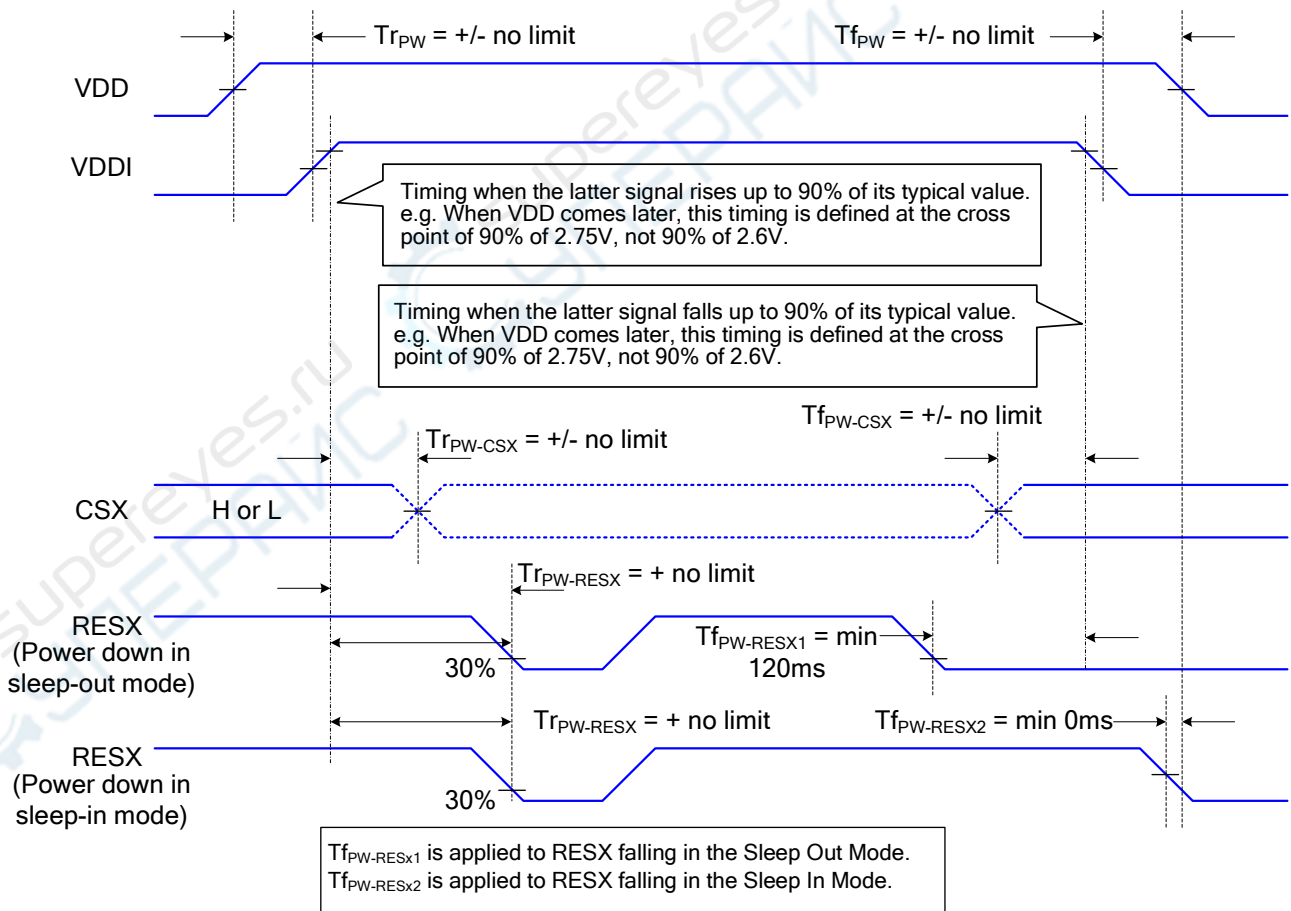 TrPW = +/- no limit
TfPW = +/- no limit
VDD
VDDI
Timing when the latter signal rises up to 90% of its typical value.
e.g. When VDD comes later, this timing is defined at the cross
point of 90% of 2.75V, not 90% of 2.6V.
Timing when the latter signal falls up to 90% of its typical value.
e.g. When VDD comes later, this timing is defined at the cross
point of 90% of 2.75V, not 90% of 2.6V.
TfPW-CSX = +/- no limit
TrPW-CSX = +/- no limit
CSX
H or L
TrPW-RESX = + no limit
RESX
(Power down in
sleep-out mode)
30%
TfPW-RESX1 = min
120ms
TrPW-RESX = + no limit
TfPW-RESX2 = min 0ms
RESX
(Power down in
sleep-in mode)
30%
TfPW-RESx1 is applied to RESX falling in the Sleep Out Mode.
TfPW-RESx2 is applied to RESX falling in the Sleep In Mode.
supereyes.ru
СУПЕРАЙС